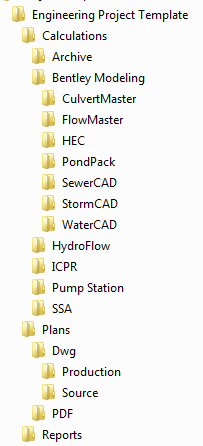 Engineering Project Template
Calculations
Archive
Bentley Modeling
CulvertMaster
FlowMaster
HEC
PondPack
SewerCAD
StormCAD
WaterCAD
HydroFlow
ICPR
Pump Station
SSA
Plans
Dwg
Production
Source
PDF
Reports